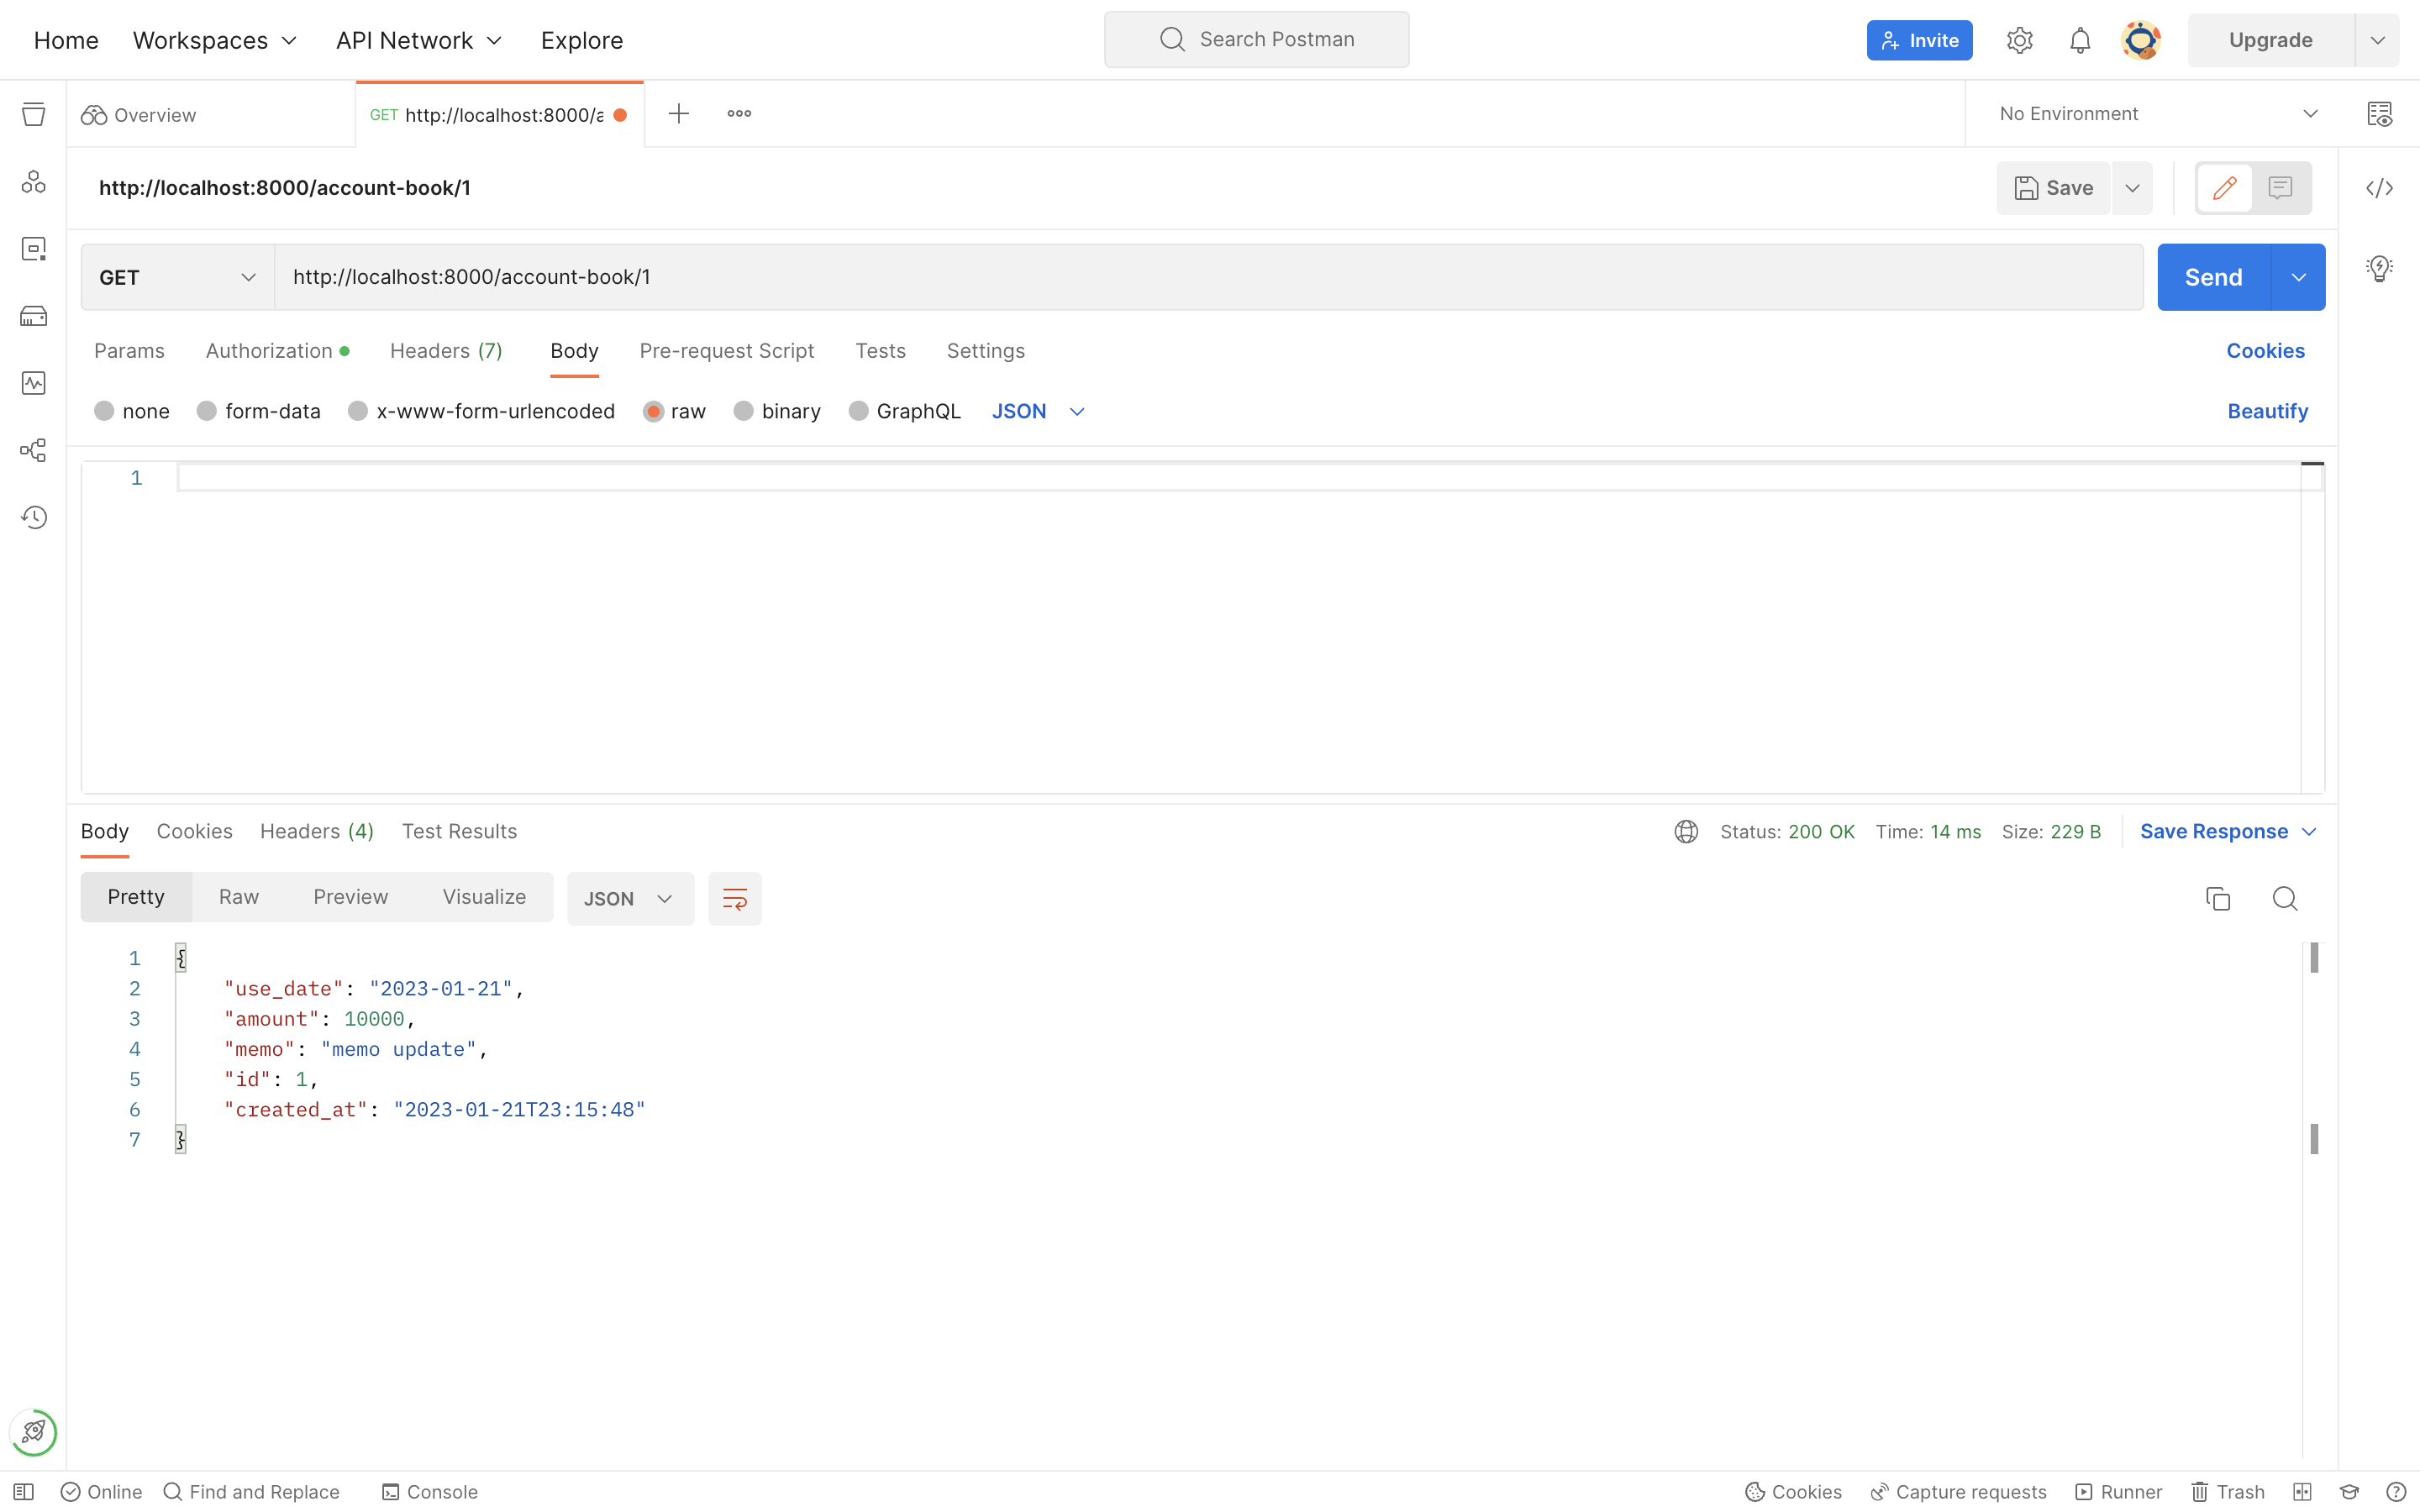 Home Workspaces API Network Explore Search Postman Invite Upgrade
Overview GET http://localhost:8000/a No Environment
http://localhost:8000/account-book/1 Save
GET http://localhost:8000/account-book/1 Send
Params Authorization Headers (7) Body Pre-request Script Tests Settings Cookies
none form-data x-www-form-urlencoded raw binary GraphQL JSON Beautify
1
Body Cookies Headers (4) Test Results Status: 200 OK Time: 14 ms Size: 229 B Save Response
Pretty Raw Preview Visualize JSON
1 {
2 "use_date": "2023-01-21",
3 "amount": 10000,
4 "memo": "memo update",
5 "id": 1,
6 "created_at": "2023-01-21T23:15:48"
7 }
Online Find and Replace Console Cookies Capture requests Runner Trash